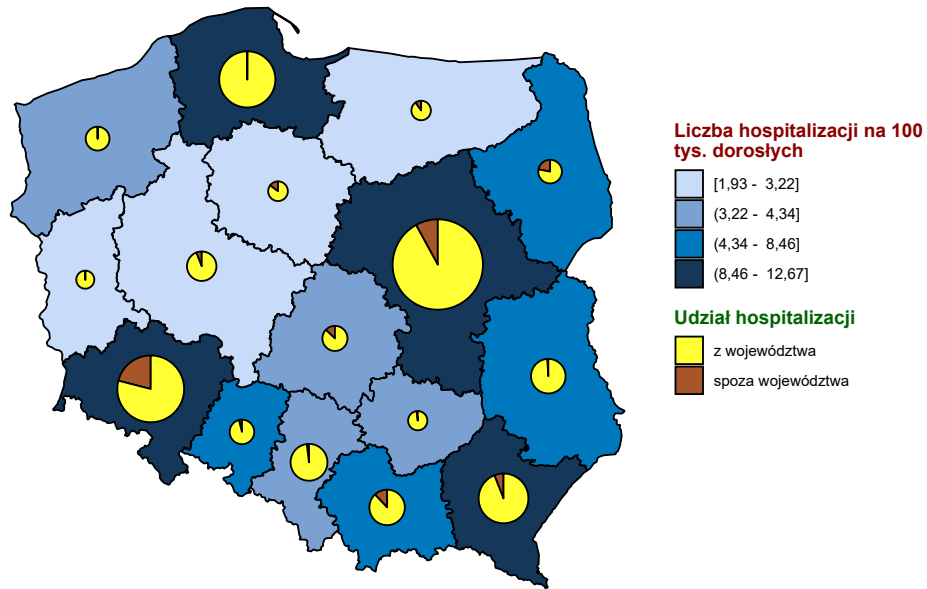 Liczba hospitalizacji na 100
tys. dorosłych
[1,93 - 3,22]
(3,22 - 4,34]
(4,34 - 8,46]
(8,46 - 12,67]
Udział hospitalizacji
z województwa
spoza województwa